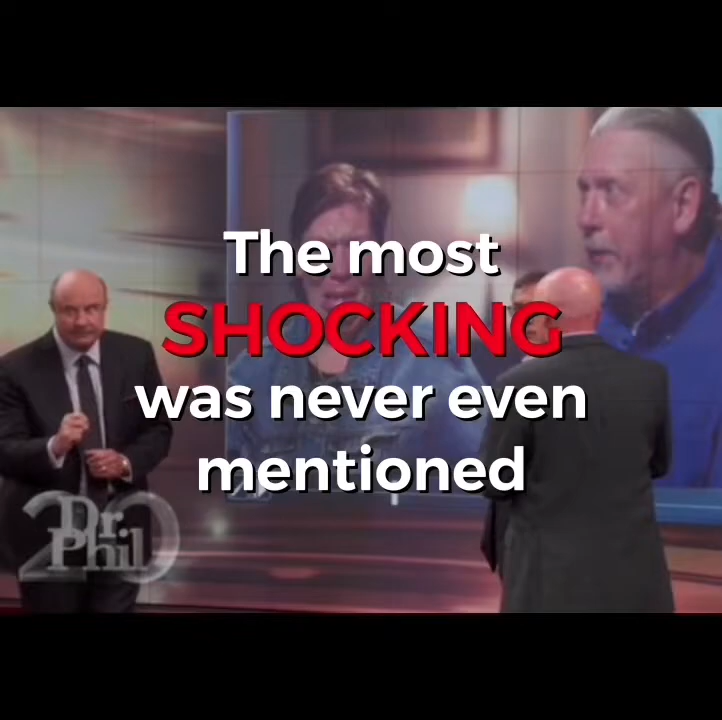 The most
SHOCKING
was never even
mentioned
20
Dr.
Phil